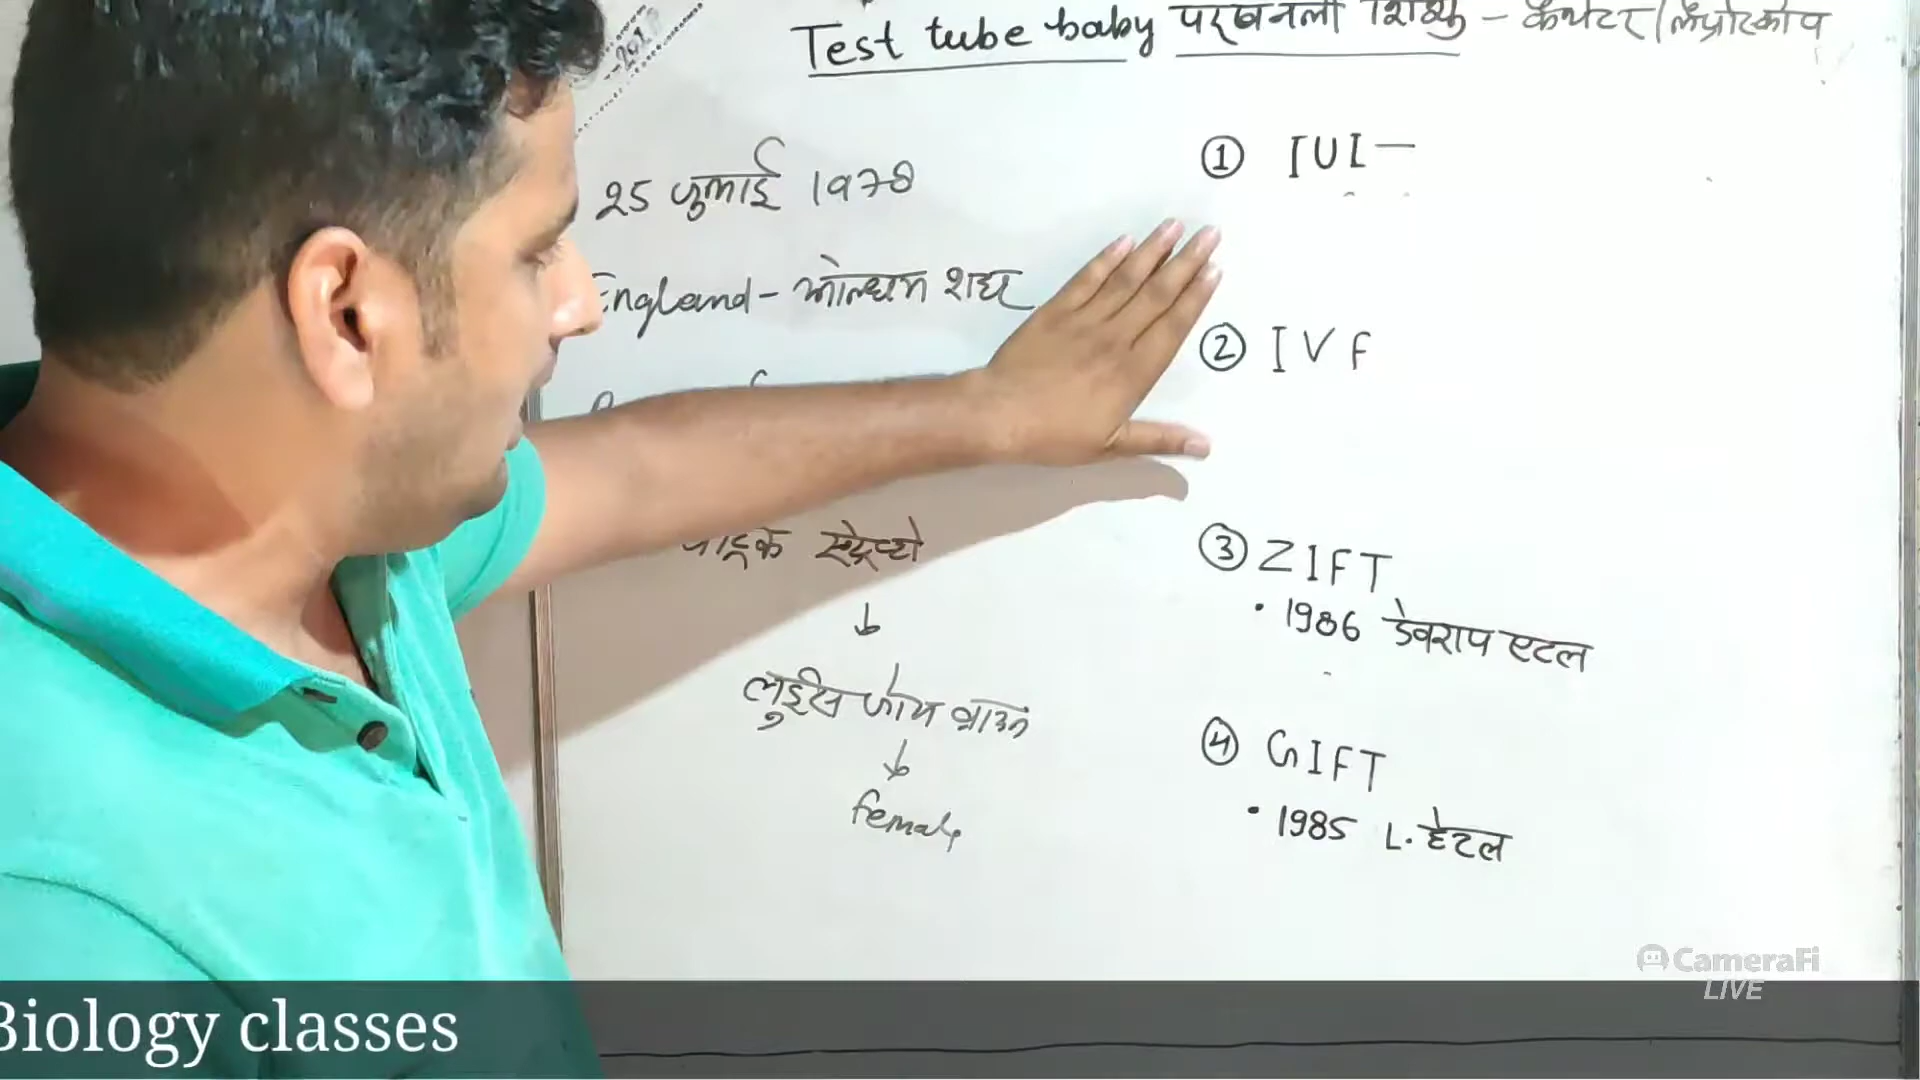 Test tube baby परखनली शिशु - कैथेटर/लैप्रोस्कोप
25 जुलाई 1978
England - ओल्धम शहर
स्ट्रेप्टो
↓
लुईस जॉय ब्राउन
↓
female
① IUI -
② IVF
③ ZIFT
• 1986 डेवराय एटल
④ GIFT
• 1985 L. हेटल
CameraFi
LIVE
Biology classes